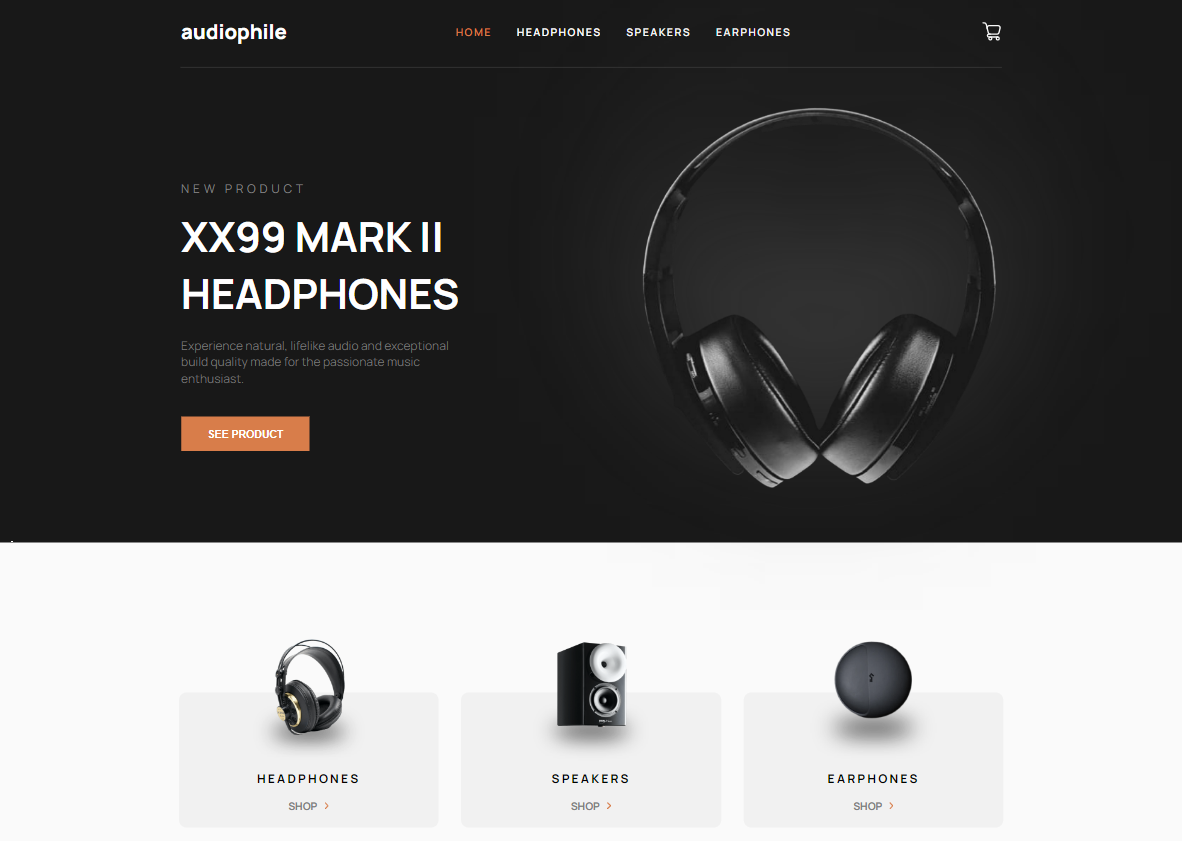 audiophile
HOME HEADPHONES SPEAKERS EARPHONES
NEW PRODUCT
XX99 MARK II
HEADPHONES
Experience natural, lifelike audio and exceptional
build quality made for the passionate music
enthusiast.
SEE PRODUCT
HEADPHONES
SHOP
SPEAKERS
SHOP
EARPHONES
SHOP